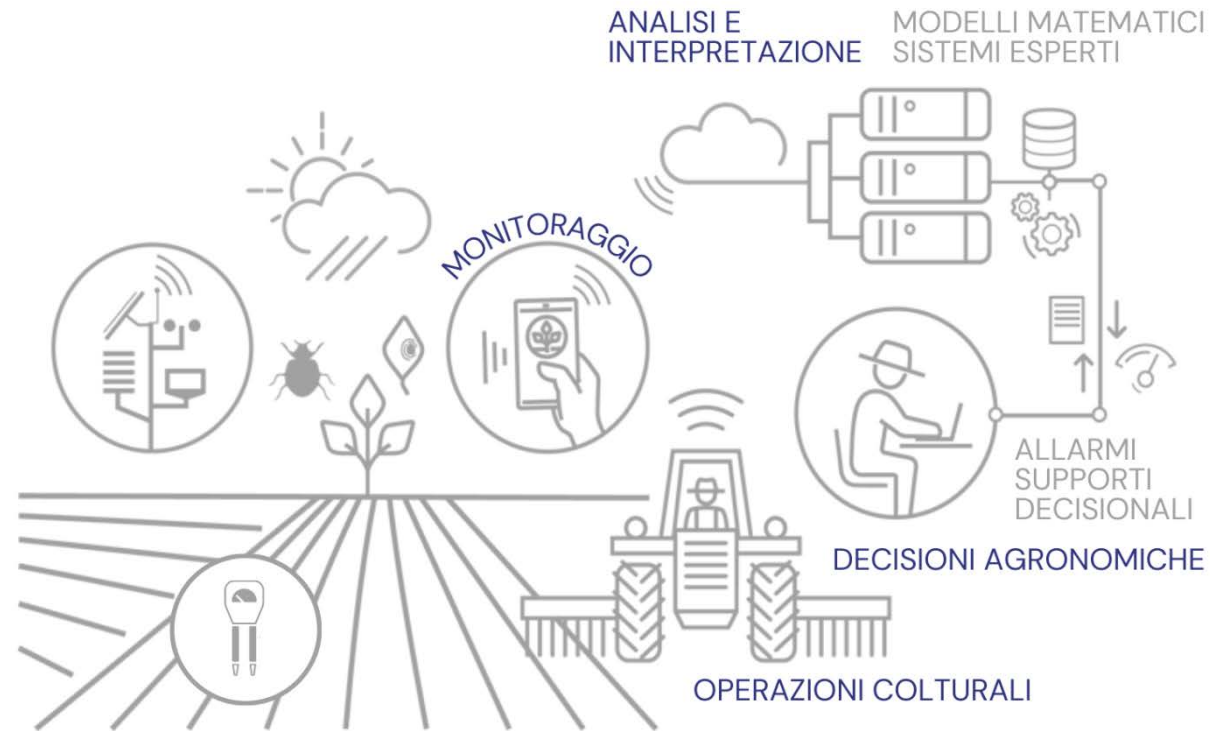 ANALISI E
INTERPRETAZIONE
MODELLI MATEMATICI
SISTEMI ESPERTI
MONITORAGGIO
ALLARMI
SUPPORTI
DECISIONALI
DECISIONI AGRONOMICHE
OPERAZIONI COLTURALI